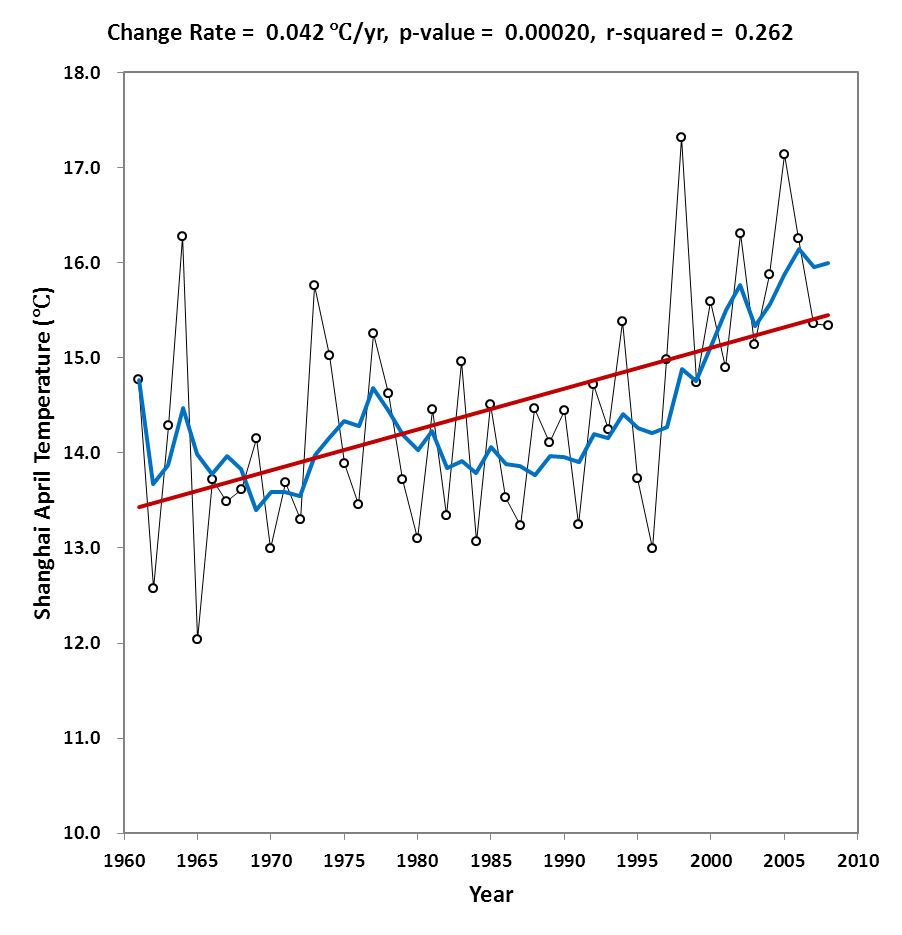 Change Rate = 0.042 ℃/yr, p-value = 0.00020, r-squared = 0.262
Shanghai April Temperature (℃)
18.0
17.0
16.0
15.0
14.0
13.0
12.0
11.0
10.0
1960 1965 1970 1975 1980 1985 1990 1995 2000 2005 2010
Year